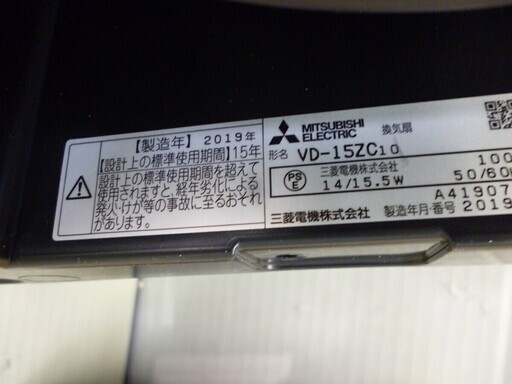 【製造年】2019年
【設計上の標準使用期間】15年
設計上の標準使用期間を超えて
使用されますと、経年劣化による
発火・けが等の事故に至るおそれ
があります。
MITSUBISHI
ELECTRIC
換気扇
形名 VD-15ZC10
PS
E
三菱電機株式会社 100
14/15.5W 50/60
A41907
三菱電機株式会社 製造年月・番号 2019